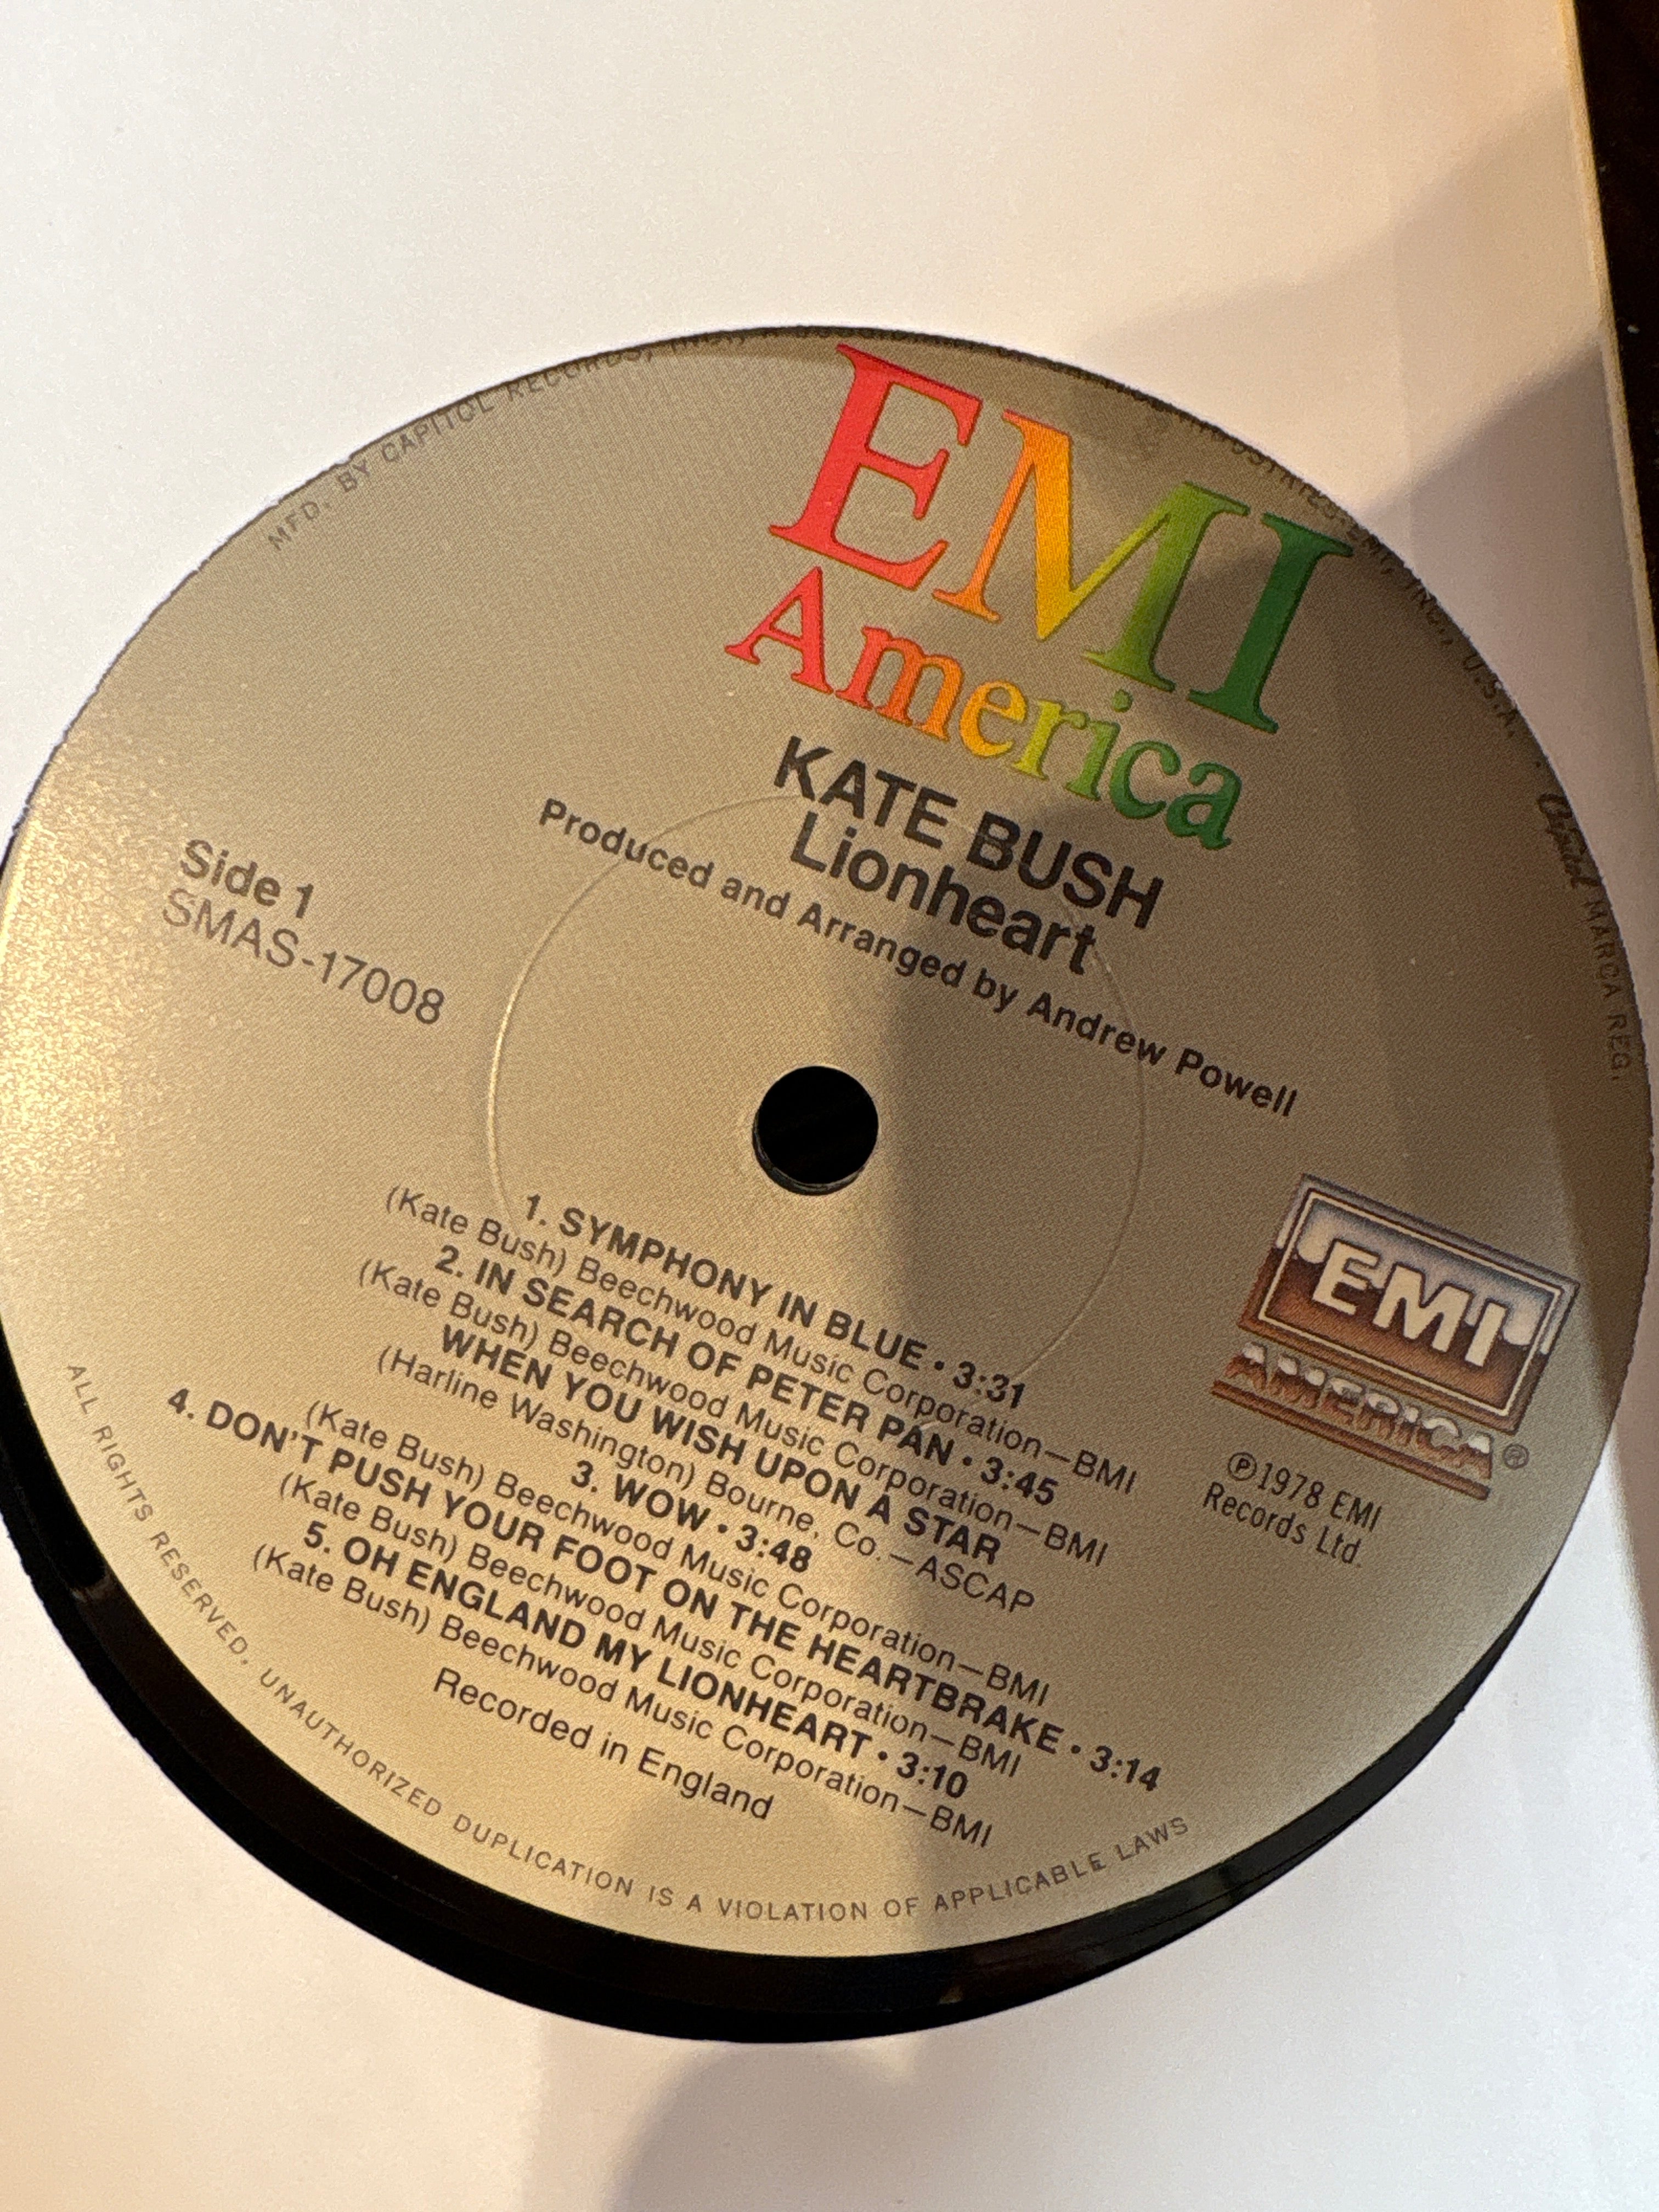 EMI
America
KATE BUSH
Lionheart
Produced and Arranged by Andrew Powell
Side 1
SMAS-17008
EMI
AMERICA®
Ⓟ1978 EMI
Records Ltd.
1. SYMPHONY IN BLUE • 3:31
(Kate Bush) Beechwood Music Corporation—BMI
2. IN SEARCH OF PETER PAN • 3:45
(Kate Bush) Beechwood Music Corporation—BMI
WHEN YOU WISH UPON A STAR
(Harline Washington) Bourne, Co.—ASCAP
3. WOW • 3:48
(Kate Bush) Beechwood Music Corporation—BMI
4. DON'T PUSH YOUR FOOT ON THE HEARTBRAKE • 3:14
(Kate Bush) Beechwood Music Corporation—BMI
5. OH ENGLAND MY LIONHEART • 3:10
(Kate Bush) Beechwood Music Corporation—BMI
Recorded in England
MFD. BY CAPITOL RECORDS, INDUSTRIES-EMI, INC., U.S.A. • Capitol MARCA REG.
ALL RIGHTS RESERVED. UNAUTHORIZED DUPLICATION IS A VIOLATION OF APPLICABLE LAWS